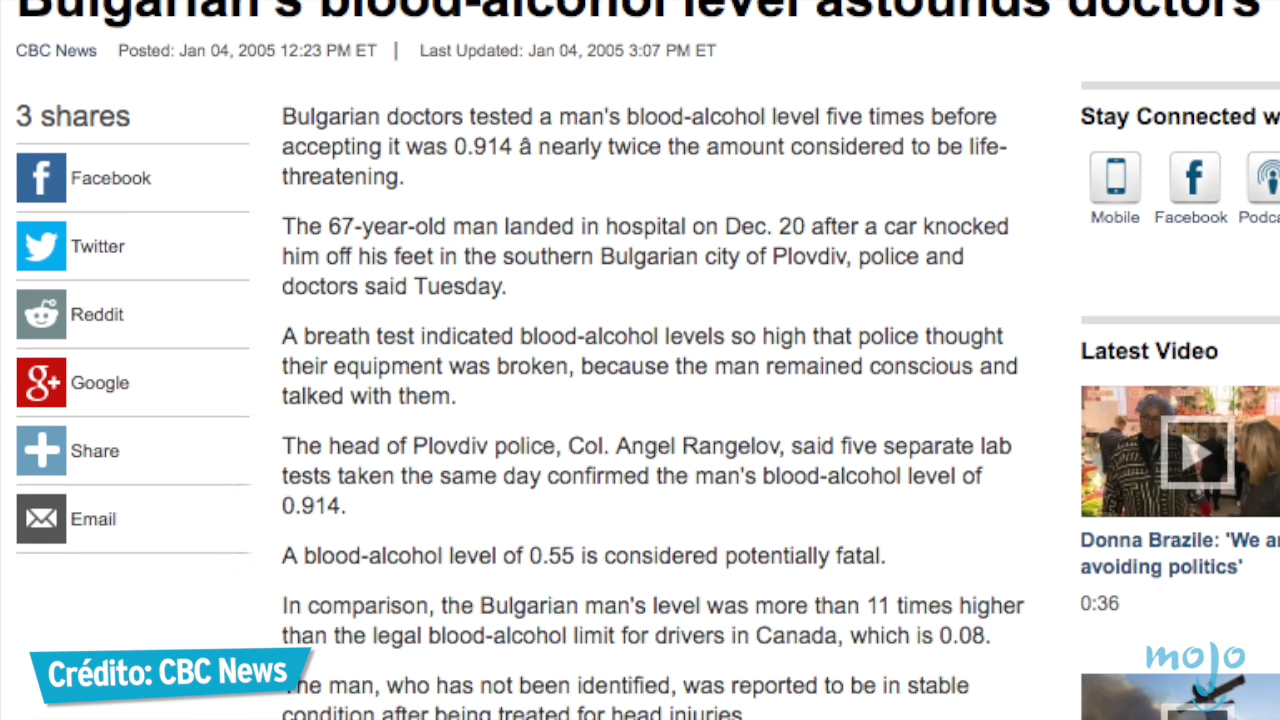 Bulgarian's blood-alcohol level astounds doctors
CBC News Posted: Jan 04, 2005 12:23 PM ET | Last Updated: Jan 04, 2005 3:07 PM ET
3 shares
Facebook
Twitter
Reddit
Google
Share
Email
Bulgarian doctors tested a man's blood-alcohol level five times before
accepting it was 0.914 â nearly twice the amount considered to be life-
threatening.
The 67-year-old man landed in hospital on Dec. 20 after a car knocked
him off his feet in the southern Bulgarian city of Plovdiv, police and
doctors said Tuesday.
A breath test indicated blood-alcohol levels so high that police thought
their equipment was broken, because the man remained conscious and
talked with them.
The head of Plovdiv police, Col. Angel Rangelov, said five separate lab
tests taken the same day confirmed the man's blood-alcohol level of
0.914.
A blood-alcohol level of 0.55 is considered potentially fatal.
In comparison, the Bulgarian man's level was more than 11 times higher
than the legal blood-alcohol limit for drivers in Canada, which is 0.08.
The man, who has not been identified, was reported to be in stable
condition after being treated for head injuries
Stay Connected w
Mobile Facebook Podca
Latest Video
Donna Brazile: 'We a
avoiding politics'
0:36
Crédito: CBC News
mojo